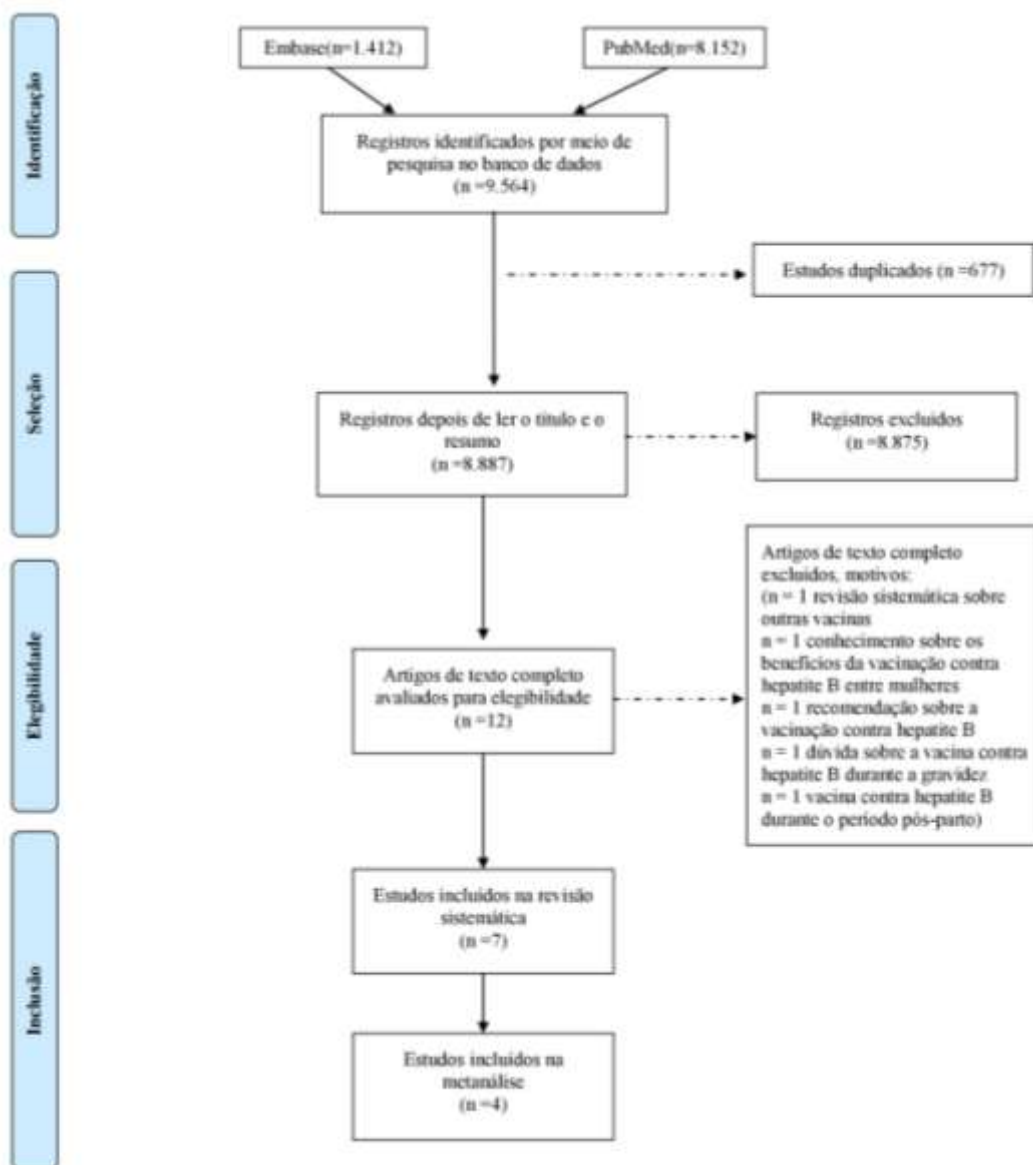 Identificação
Embase(n=1.412)
PubMed(n=8.152)
Registros identificados por meio de
pesquisa no banco de dados
(n =9.564)
Estudos duplicados (n =677)
Seleção
Registros depois de ler o título e o
resumo
(n =8.887)
Registros excluídos
(n=8.875)
Elegibilidade
Artigos de texto completo
avaliados para elegibilidade
(n =12)
Artigos de texto completo
excluídos, motivos:
(n = 1 revisão sistemática sobre
outras vacinas
n = 1 conhecimento sobre os
benefícios da vacinação contra
hepatite B entre mulheres
n = 1 recomendação sobre a
vacinação contra hepatite B
n = 1 dúvida sobre a vacina contra
hepatite B durante a gravidez
n = 1 vacina contra hepatite B
durante o período pós-parto)
Inclusão
Estudos incluídos na revisão
sistemática
(n =7)
Estudos incluídos na
metanálise
(n =4)